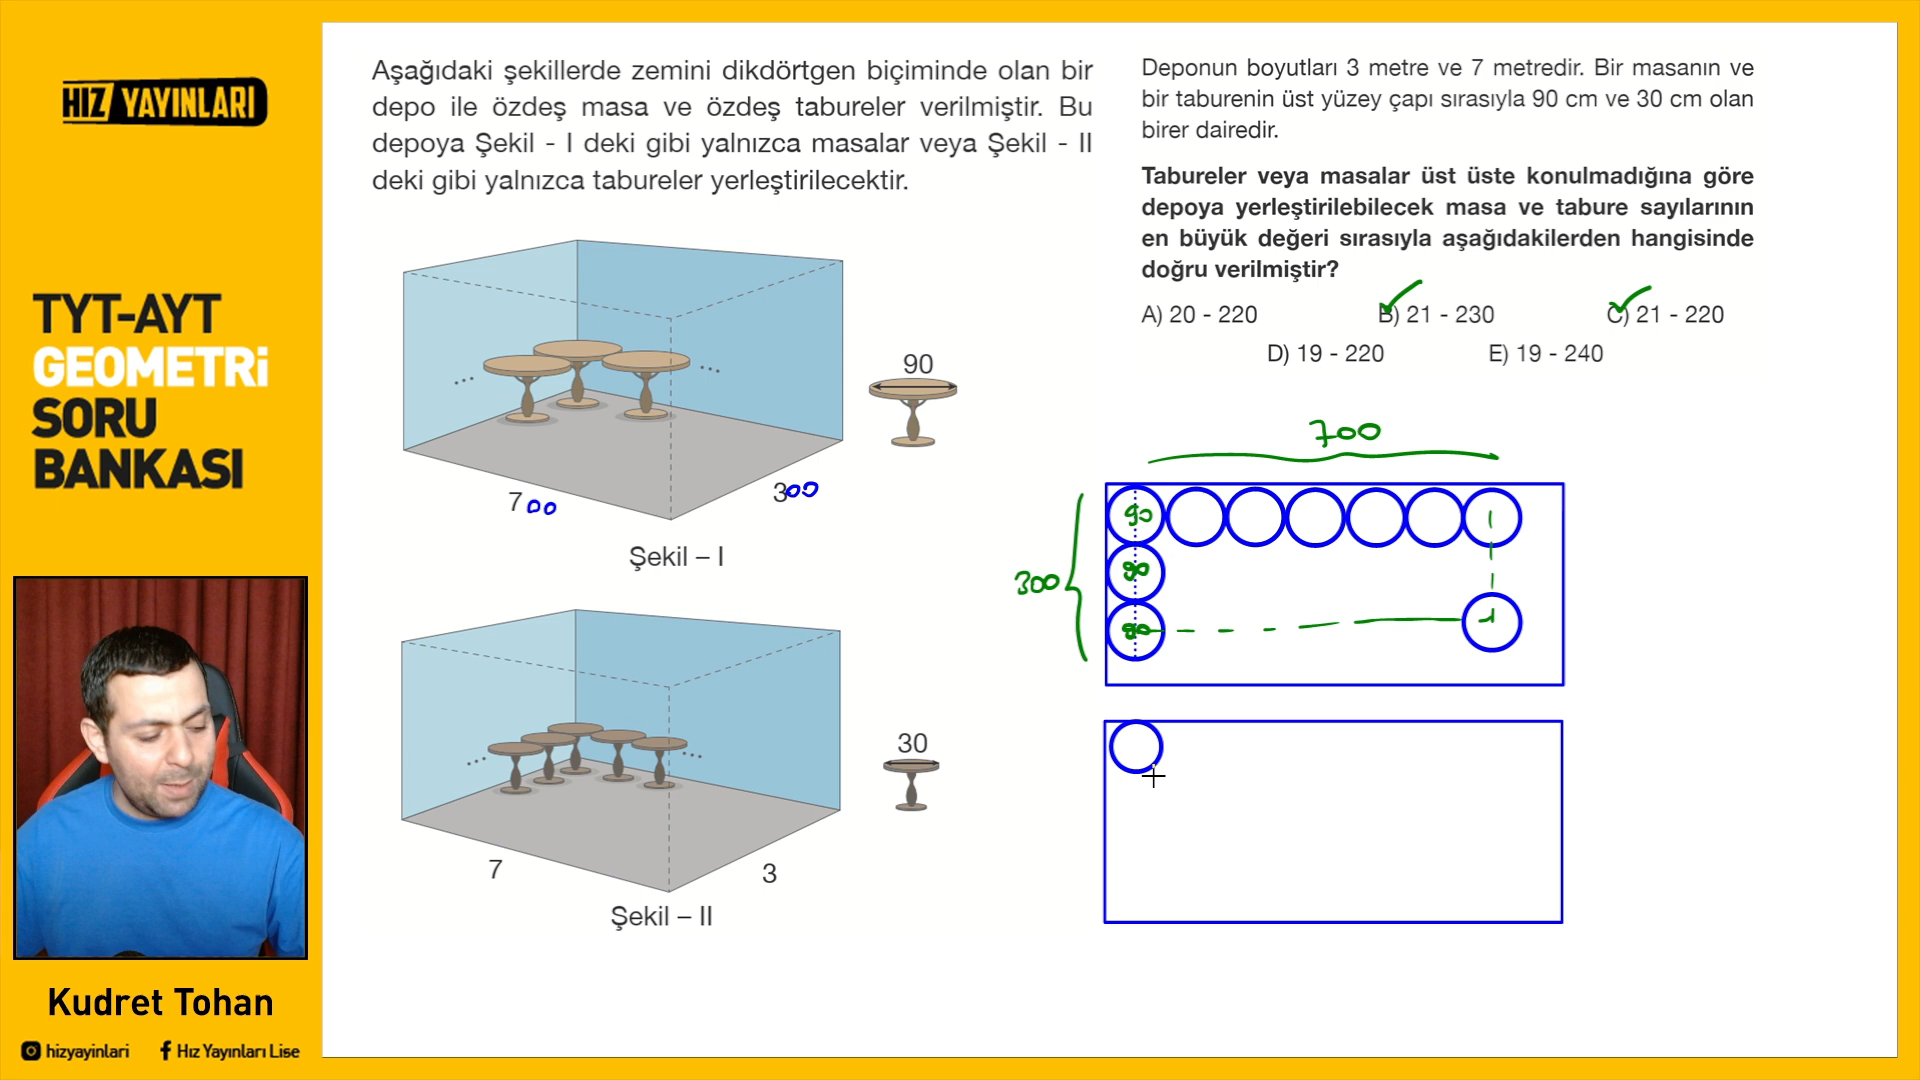 HIZ YAYINLARI
TYT-AYT
GEOMETRİ
SORU
BANKASI
Kudret Tohan
hizyayinlari
Hız Yayınları Lise
Aşağıdaki şekillerde zemini dikdörtgen biçiminde olan bir
depo ile özdeş masa ve özdeş tabureler verilmiştir. Bu
depoya Şekil - I deki gibi yalnızca masalar veya Şekil - II
deki gibi yalnızca tabureler yerleştirilecektir.
90
700
300
Şekil – I
30
7
3
Şekil – II
Deponun boyutları 3 metre ve 7 metredir. Bir masanın ve
bir taburenin üst yüzey çapı sırasıyla 90 cm ve 30 cm olan
birer dairedir.
Tabureler veya masalar üst üste konulmadığına göre
depoya yerleştirilebilecek masa ve tabure sayılarının
en büyük değeri sırasıyla aşağıdakilerden hangisinde
doğru verilmiştir?
A) 20 - 220 B) 21 - 230 C) 21 - 220
D) 19 - 220 E) 19 - 240
700
90
300
90
90